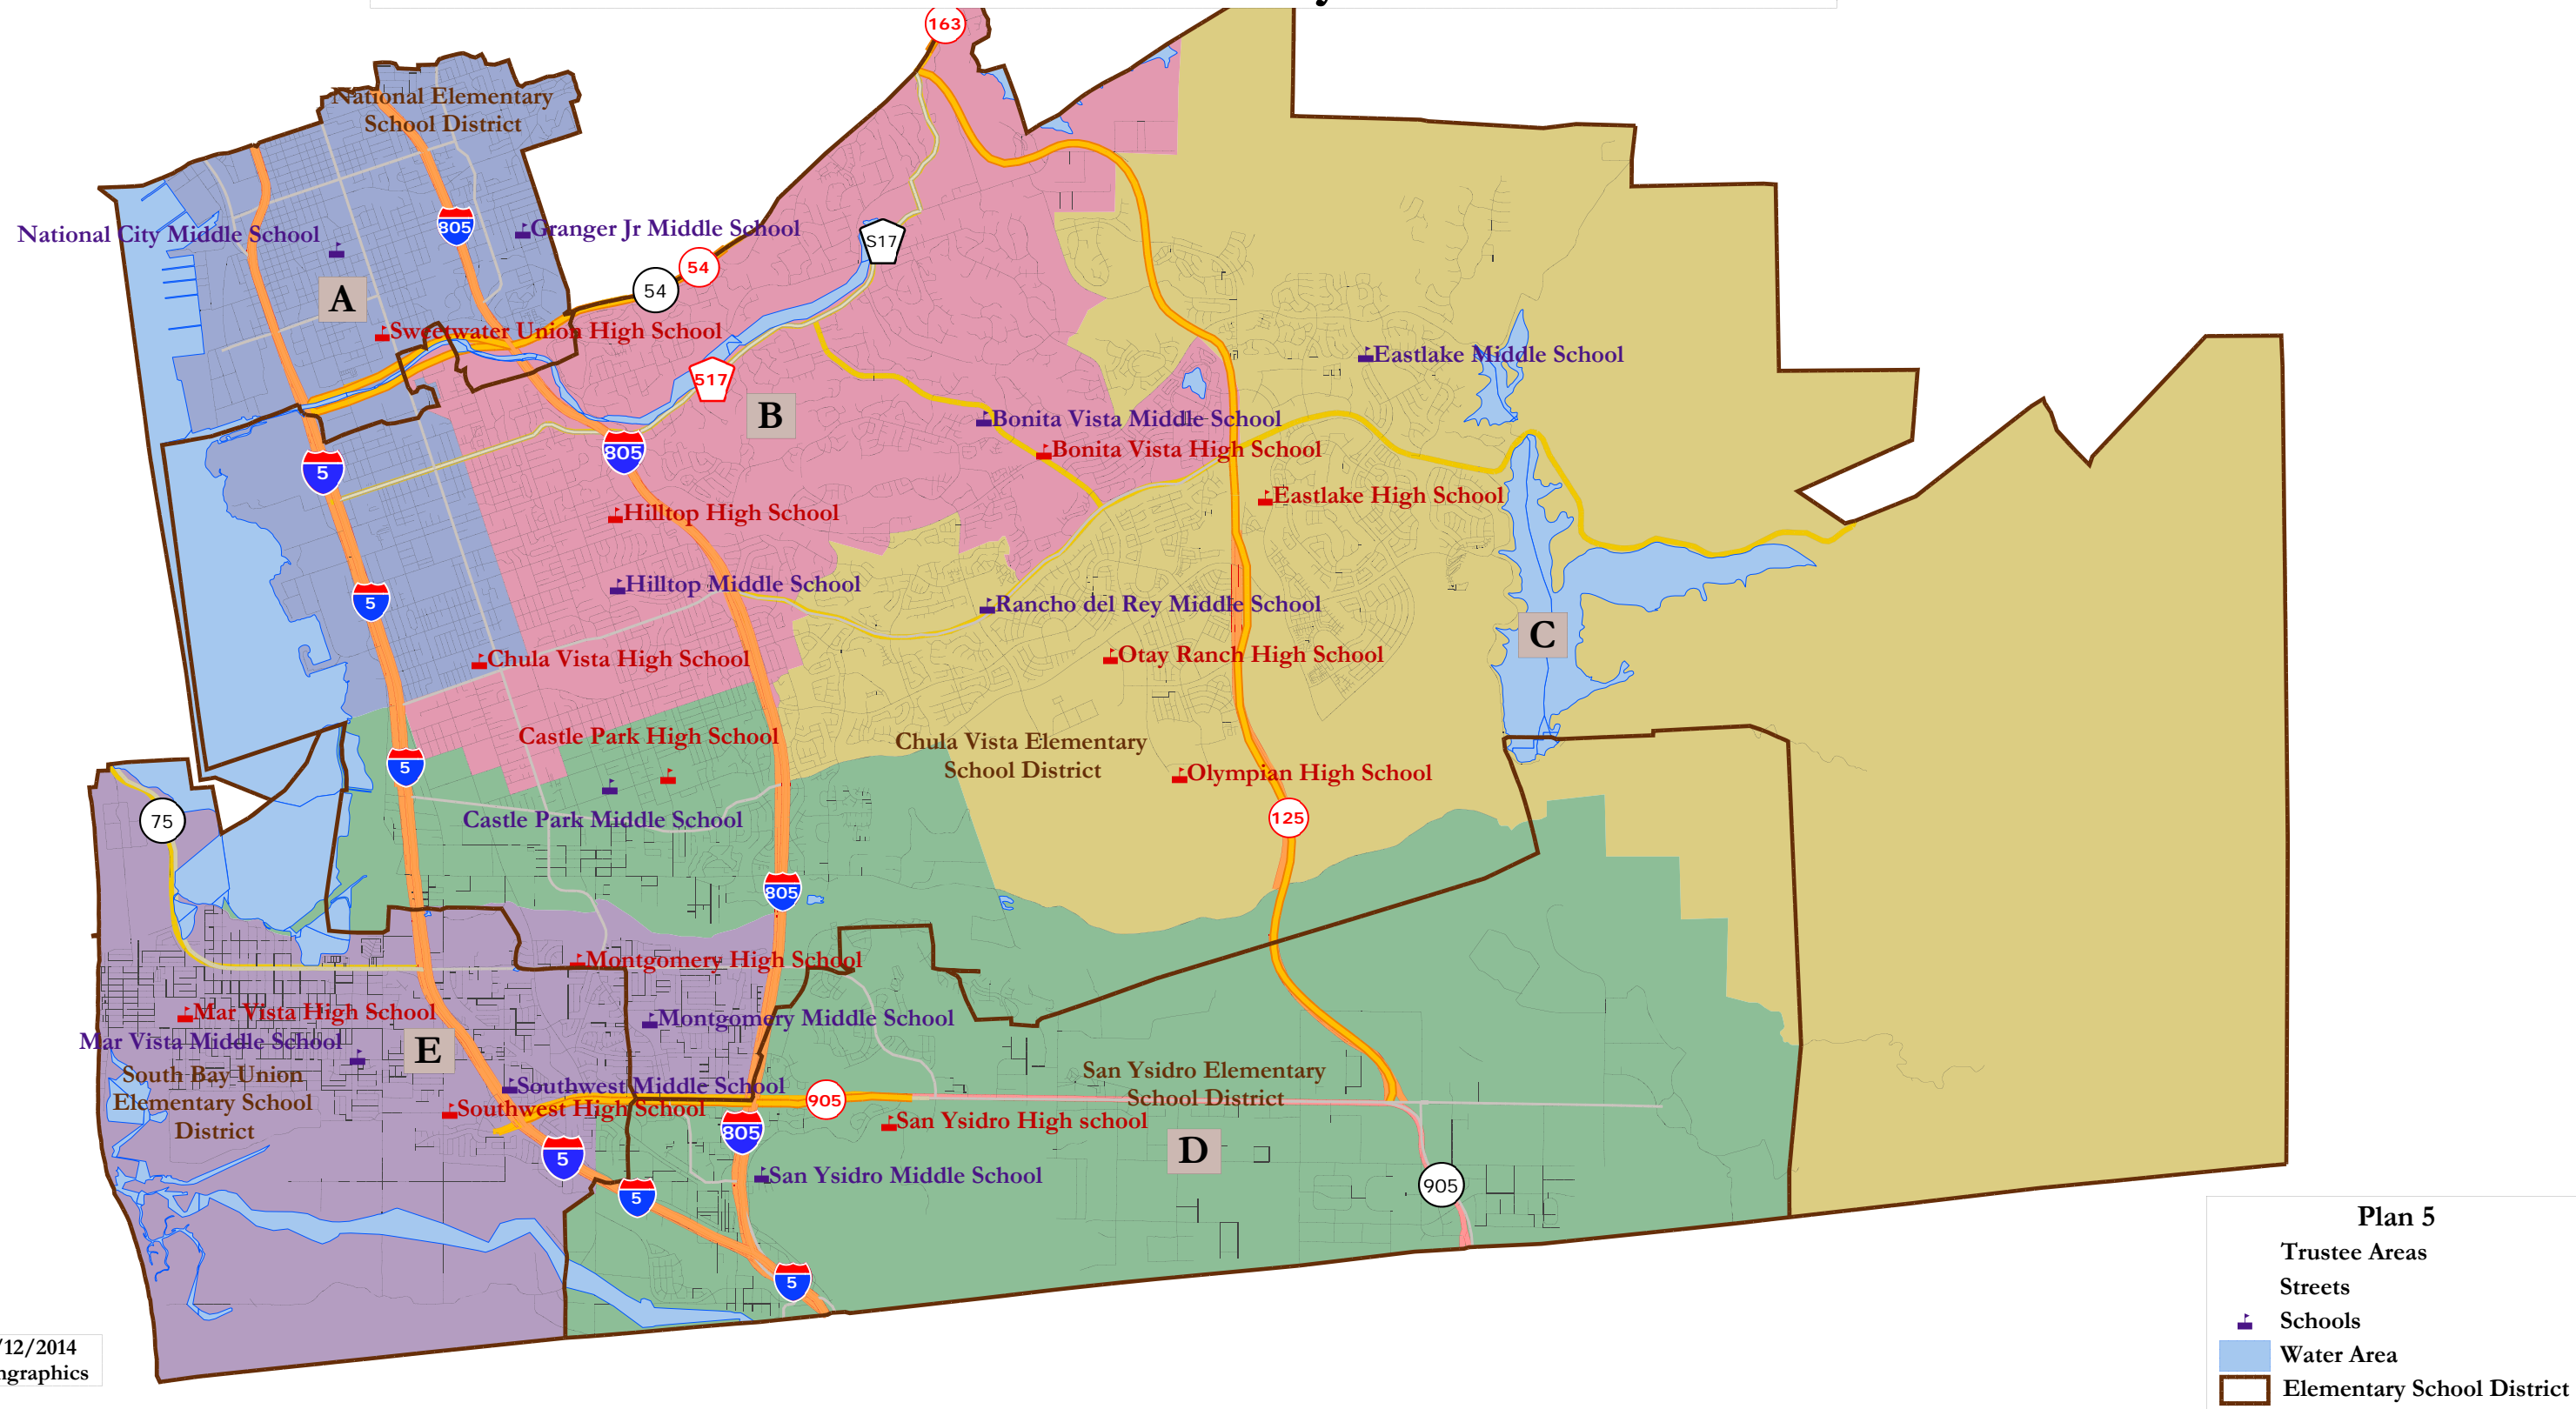 163
National Elementary
School District
805
Granger Jr Middle School
National City Middle School
S17
54
54
A
Sweetwater Union High School
Eastlake Middle School
517
B
Bonita Vista Middle School
Bonita Vista High School
805
5
Eastlake High School
Hilltop High School
Hilltop Middle School
5
Rancho del Rey Middle School
C
Chula Vista High School
Otay Ranch High School
Castle Park High School
Chula Vista Elementary
School District
5
Olympian High School
75
Castle Park Middle School
125
805
Montgomery High School
Mar Vista High School
Montgomery Middle School
Mar Vista Middle School
E
South Bay Union
Elementary School
District
San Ysidro Elementary
School District
Southwest Middle School
905
Southwest High School
San Ysidro High school
805
D
5
San Ysidro Middle School
905
5
5
Plan 5
Trustee Areas
Streets
Schools
Water Area
Elementary School District
/12/2014
ngraphics